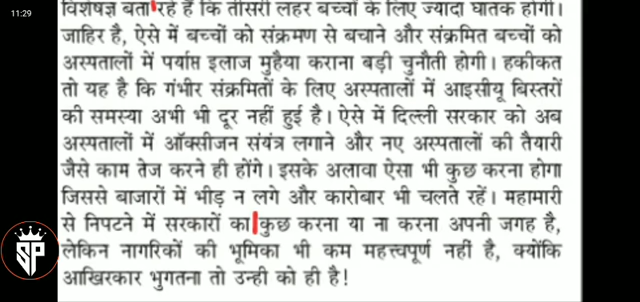 11:29
विशेषज्ञ बता रहे हैं कि तीसरी लहर बच्चों के लिए ज्यादा घातक होगी।
जाहिर है, ऐसे में बच्चों को संक्रमण से बचाने और संक्रमित बच्चों को
अस्पतालों में पर्याप्त इलाज मुहैया कराना बड़ी चुनौती होगी। हकीकत
तो यह है कि गंभीर संक्रमितों के लिए अस्पतालों में आइसीयू बिस्तरों
की समस्या अभी भी दूर नहीं हुई है। ऐसे में दिल्ली सरकार को अब
अस्पतालों में ऑक्सीजन संयंत्र लगाने और नए अस्पतालों की तैयारी
जैसे काम तेज करने ही होंगे। इसके अलावा ऐसा भी कुछ करना होगा
जिससे बाजारों में भीड़ न लगे और कारोबार भी चलते रहें। महामारी
से निपटने में सरकारों का कुछ करना या ना करना अपनी जगह है,
लेकिन नागरिकों की भूमिका भी कम महत्त्वपूर्ण नहीं है, क्योंकि
आखिरकार भुगतना तो उन्ही को ही है!
SP